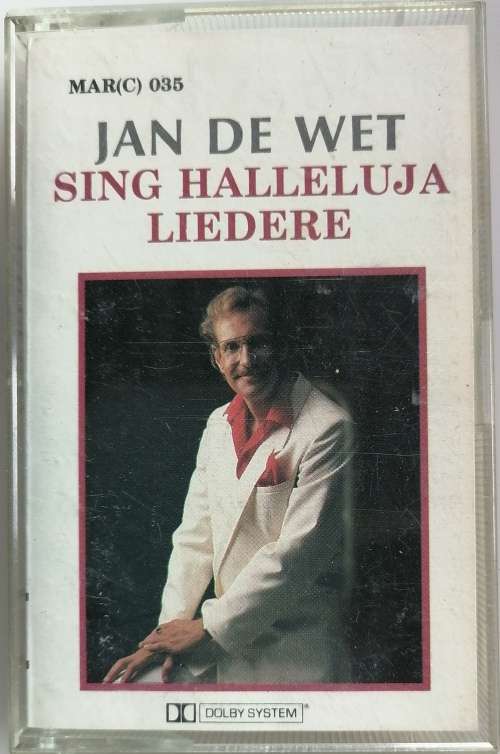 MAR(C) 035
JAN DE WET
SING HALLELUJA
LIEDERE
DOLBY SYSTEM®